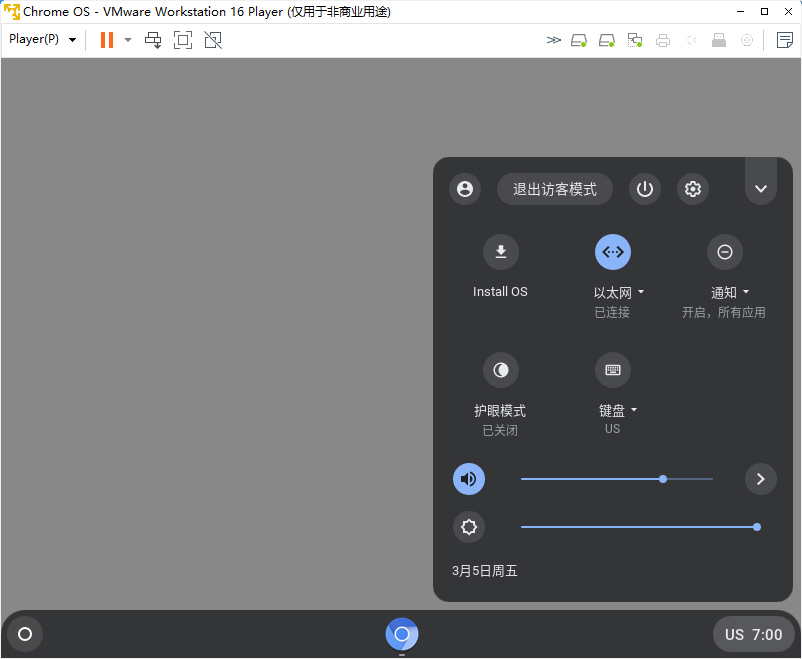 Chrome OS - VMware Workstation 16 Player (仅用于非商业用途)
Player(P)
退出访客模式
Install OS
以太网
已连接
通知
开启，所有应用
护眼模式
已关闭
键盘
US
3月5日周五
US 7:00